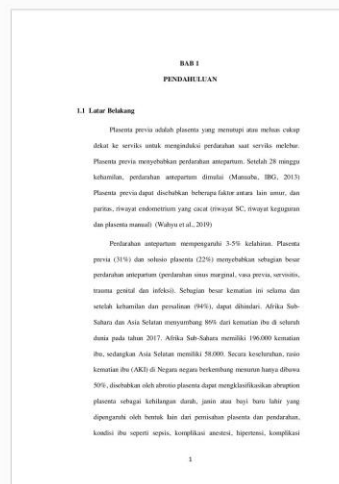 BAB 1
PENDAHULUAN
1.1 Latar Belakang
Plasenta previa adalah plasenta yang menutupi atau meluas cukup
dekat ke serviks untuk menginduksi perdarahan saat serviks melebar.
Plasenta previa menyebabkan perdarahan antepartum. Setelah 28 minggu
kehamilan, perdarahan antepartum dimulai (Manuaba, IBG, 2013)
Plasenta previa dapat disebabkan beberapa faktor antara lain umur, dan
paritas, riwayat endometrium yang cacat (riwayat SC, riwayat keguguran
dan plasenta manual) (Wahyu et al., 2019)
Perdarahan antepartum mempengaruhi 3-5% kelahiran. Plasenta
previa (31%) dan solusio plasenta (22%) menyebabkan sebagian besar
perdarahan antepartum (perdarahan sinus marginal, vasa previa, servisitis,
trauma genital dan infeksi). Sebagian besar kematian ini selama dan
setelah kehamilan dan persalinan (94%), dapat dihindari. Afrika Sub-
Sahara dan Asia Selatan menyumbang 86% dari kematian ibu di seluruh
dunia pada tahun 2017. Afrika Sub-Sahara memiliki 196.000 kematian
ibu, sedangkan Asia Selatan memiliki 58.000. Secara keseluruhan, rasio
kematian ibu (AKI) di Negara negara berkembang menurun hanya dibawa
50%, disebabkan oleh abrotio plasenta dapat mengklasifikasikan abruption
plasenta sebagai kehilangan darah, janin atau bayi baru lahir yang
dipengaruhi oleh bentuk lain dari pemisahan plasenta dan pendarahan,
kondisi ibu seperti sepsis, komplikasi anestesi, hipertensi, komplikasi
1